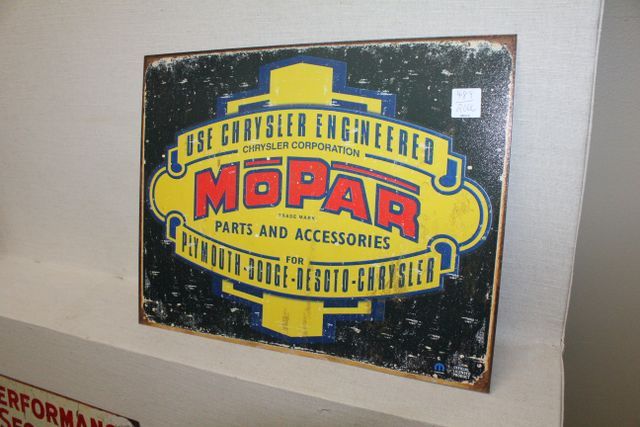 USE CHRYSLER ENGINEERED
CHRYSLER CORPORATION
MOPAR
TRADE MARK
PARTS AND ACCESSORIES
FOR
PLYMOUTH-DODGE-DESOTO-CHRYSLER
ERFORMAN